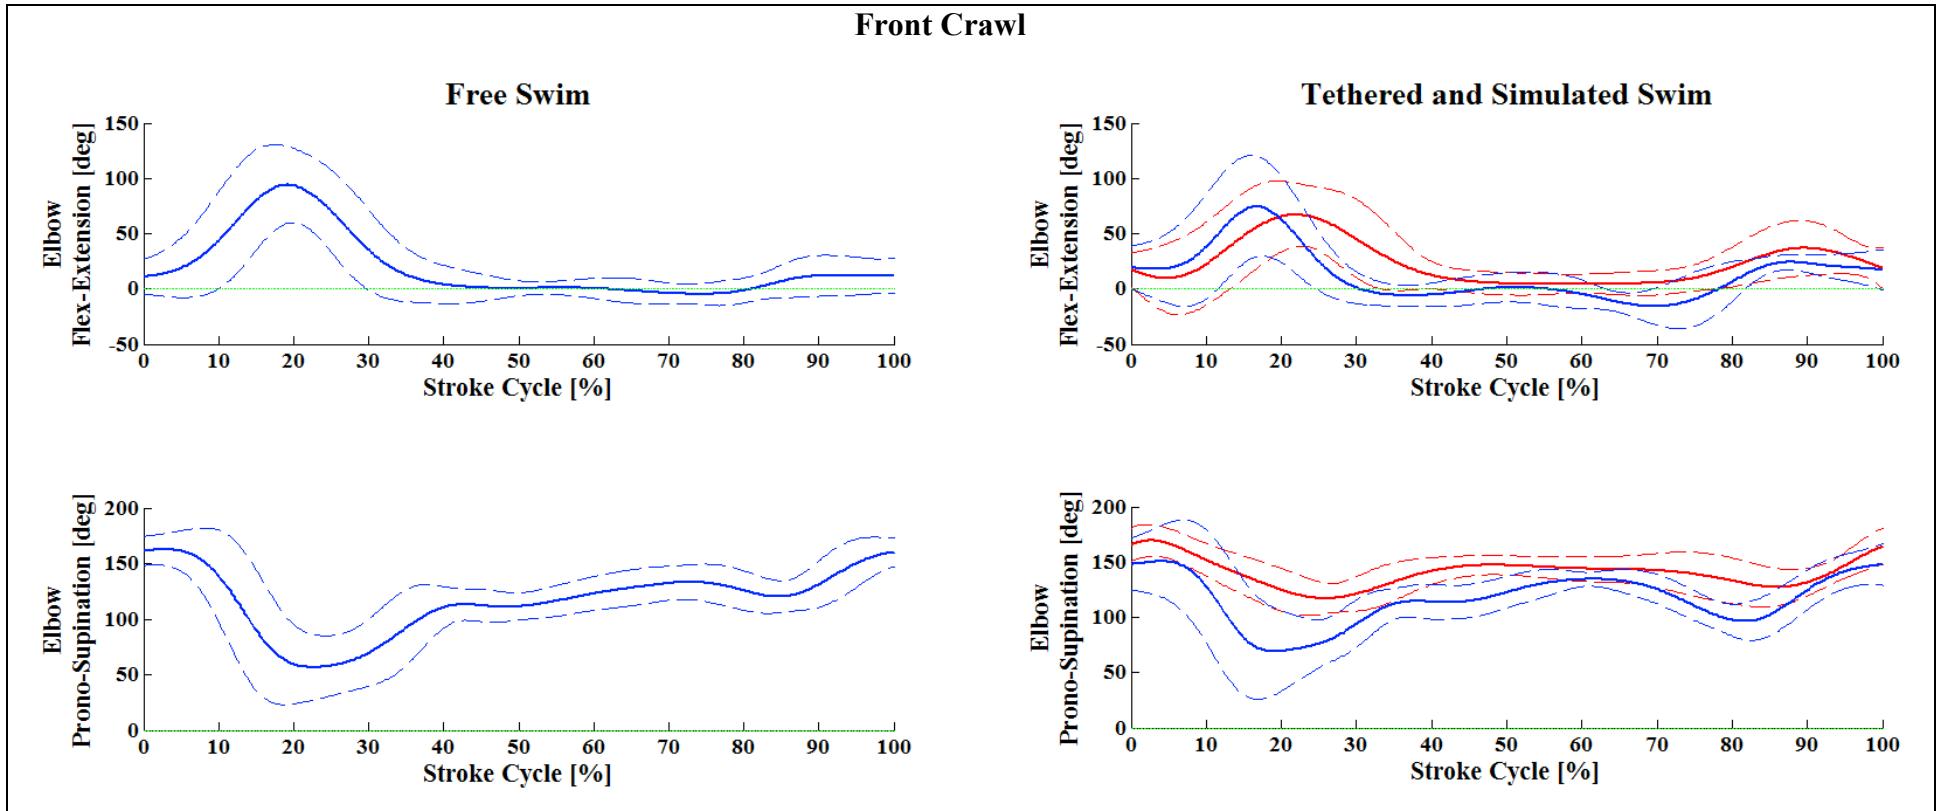 Front Crawl
Free Swim
Elbow
Flex-Extension [deg]
150
100
50
0
-50
0 10 20 30 40 50 60 70 80 90 100
Stroke Cycle [%]
Tethered and Simulated Swim
Elbow
Flex-Extension [deg]
150
100
50
0
-50
0 10 20 30 40 50 60 70 80 90 100
Stroke Cycle [%]
Elbow
Prono-Supination [deg]
200
150
100
50
0
0 10 20 30 40 50 60 70 80 90 100
Stroke Cycle [%]
Elbow
Prono-Supination [deg]
200
150
100
50
0
0 10 20 30 40 50 60 70 80 90 100
Stroke Cycle [%]